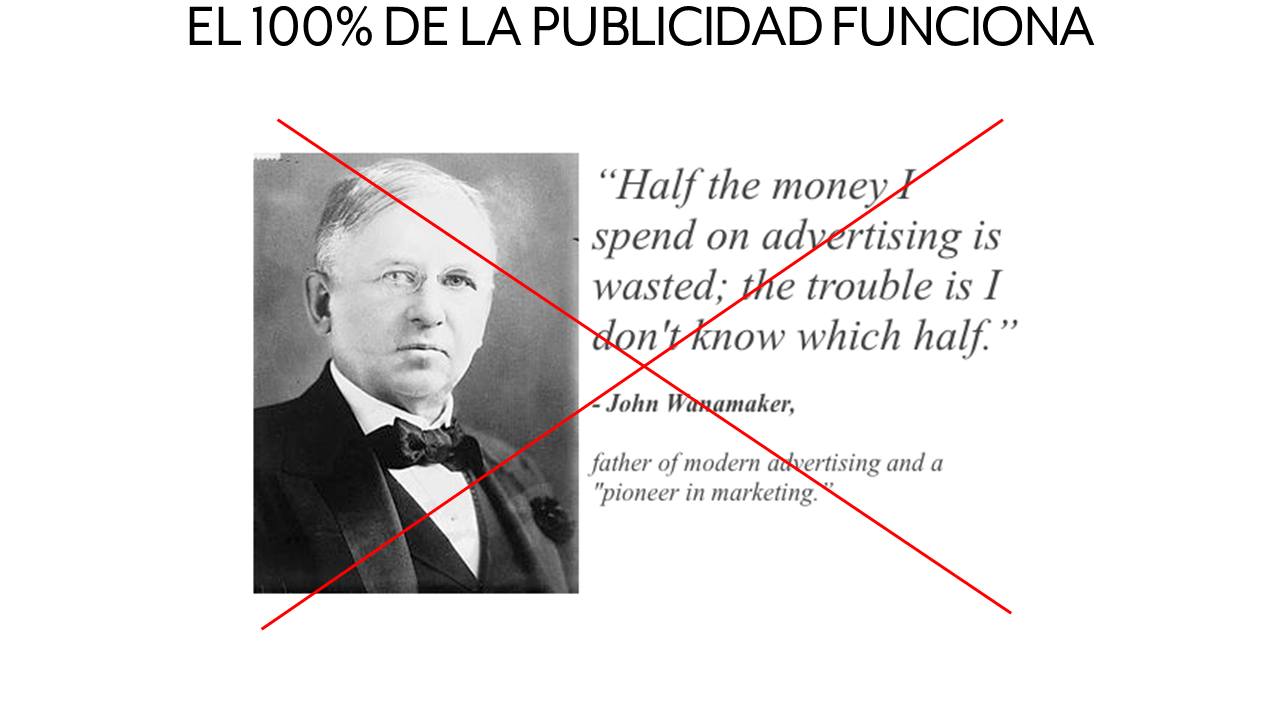 EL 100% DE LA PUBLICIDAD FUNCIONA
“Half the money I
spend on advertising is
wasted; the trouble is I
don't know which half.”
- John Wanamaker,
father of modern advertising and a
"pioneer in marketing.”